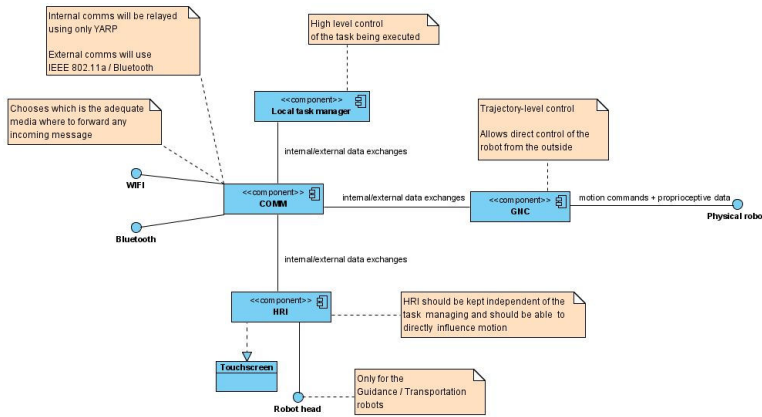 Internal comms will be relayed
using only YARP
External comms will use
IEEE 802.11a / Bluetooth
High level control
of the task being executed
Chooses which is the adequate
media where to forward any
incoming message
<<component>>
Local task manager
Trajectory-level control
Allows direct control of the
robot from the outside
internal/external data exchanges
WIFI
<<component>>
COMM
internal/external data exchanges
<<component>>
GNC
motion commands + proprioceptive data
Physical robo
Bluetooth
internal/external data exchanges
<<component>>
HRI
HRI should be kept independent of the
task managing and should be able to
directly influence motion
Touchscreen
Robot head
Only for the
Guidance / Transportation
robots